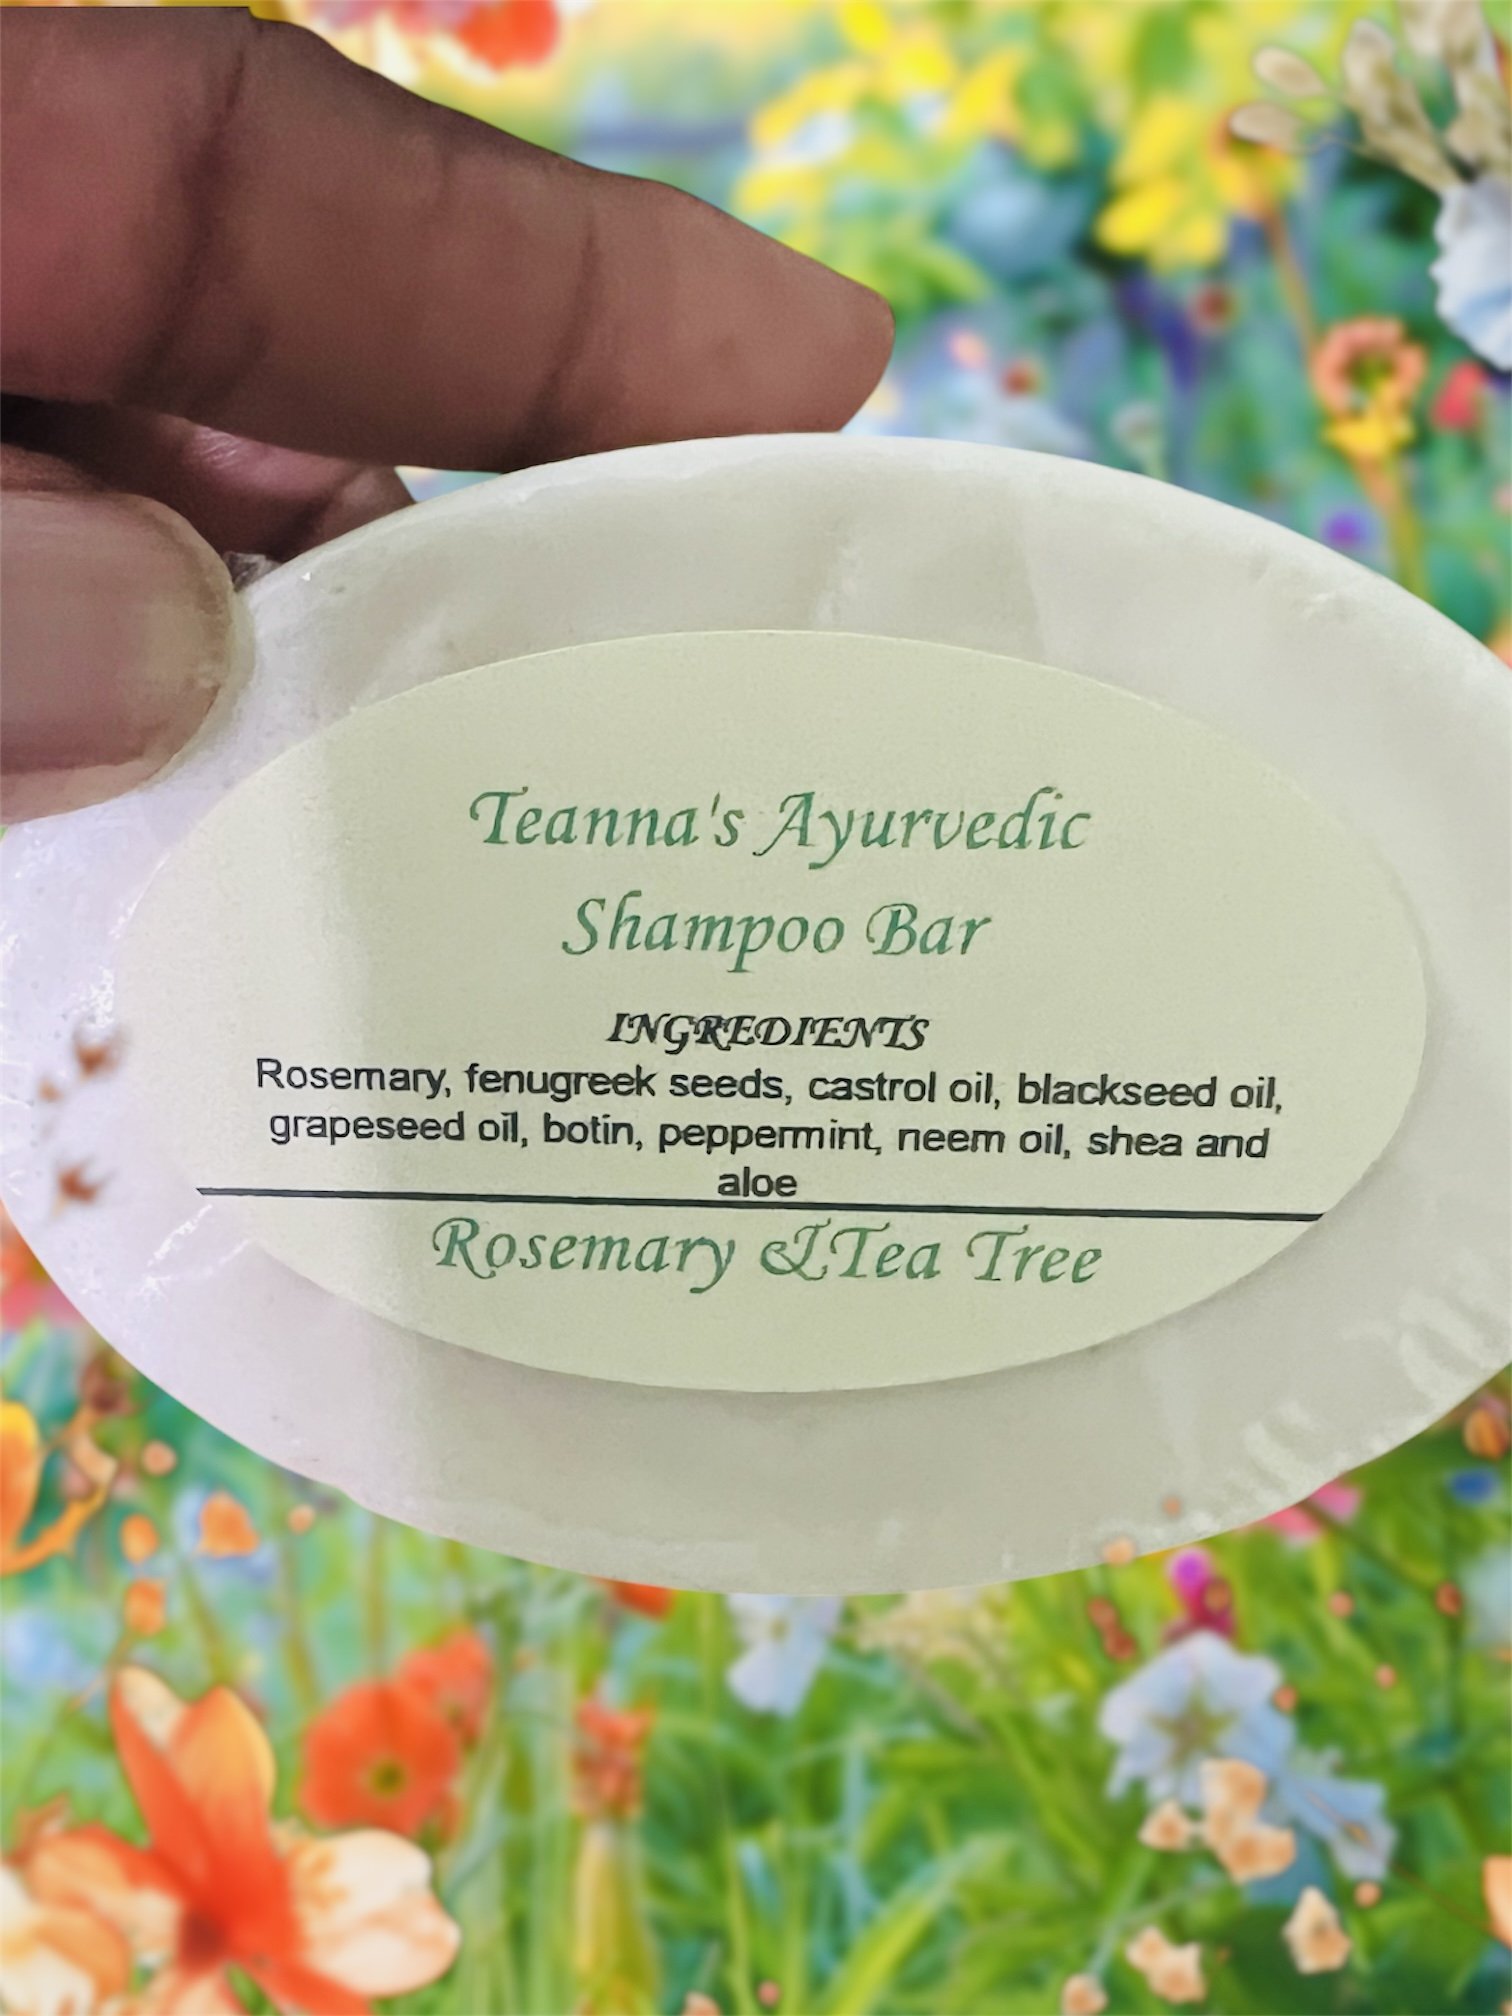 Teanna's Ayurvedic
Shampoo Bar
INGREDIENTS
Rosemary, fenugreek seeds, castrol oil, blackseed oil,
grapeseed oil, botin, peppermint, neem oil, shea and
aloe
Rosemary & Tea Tree